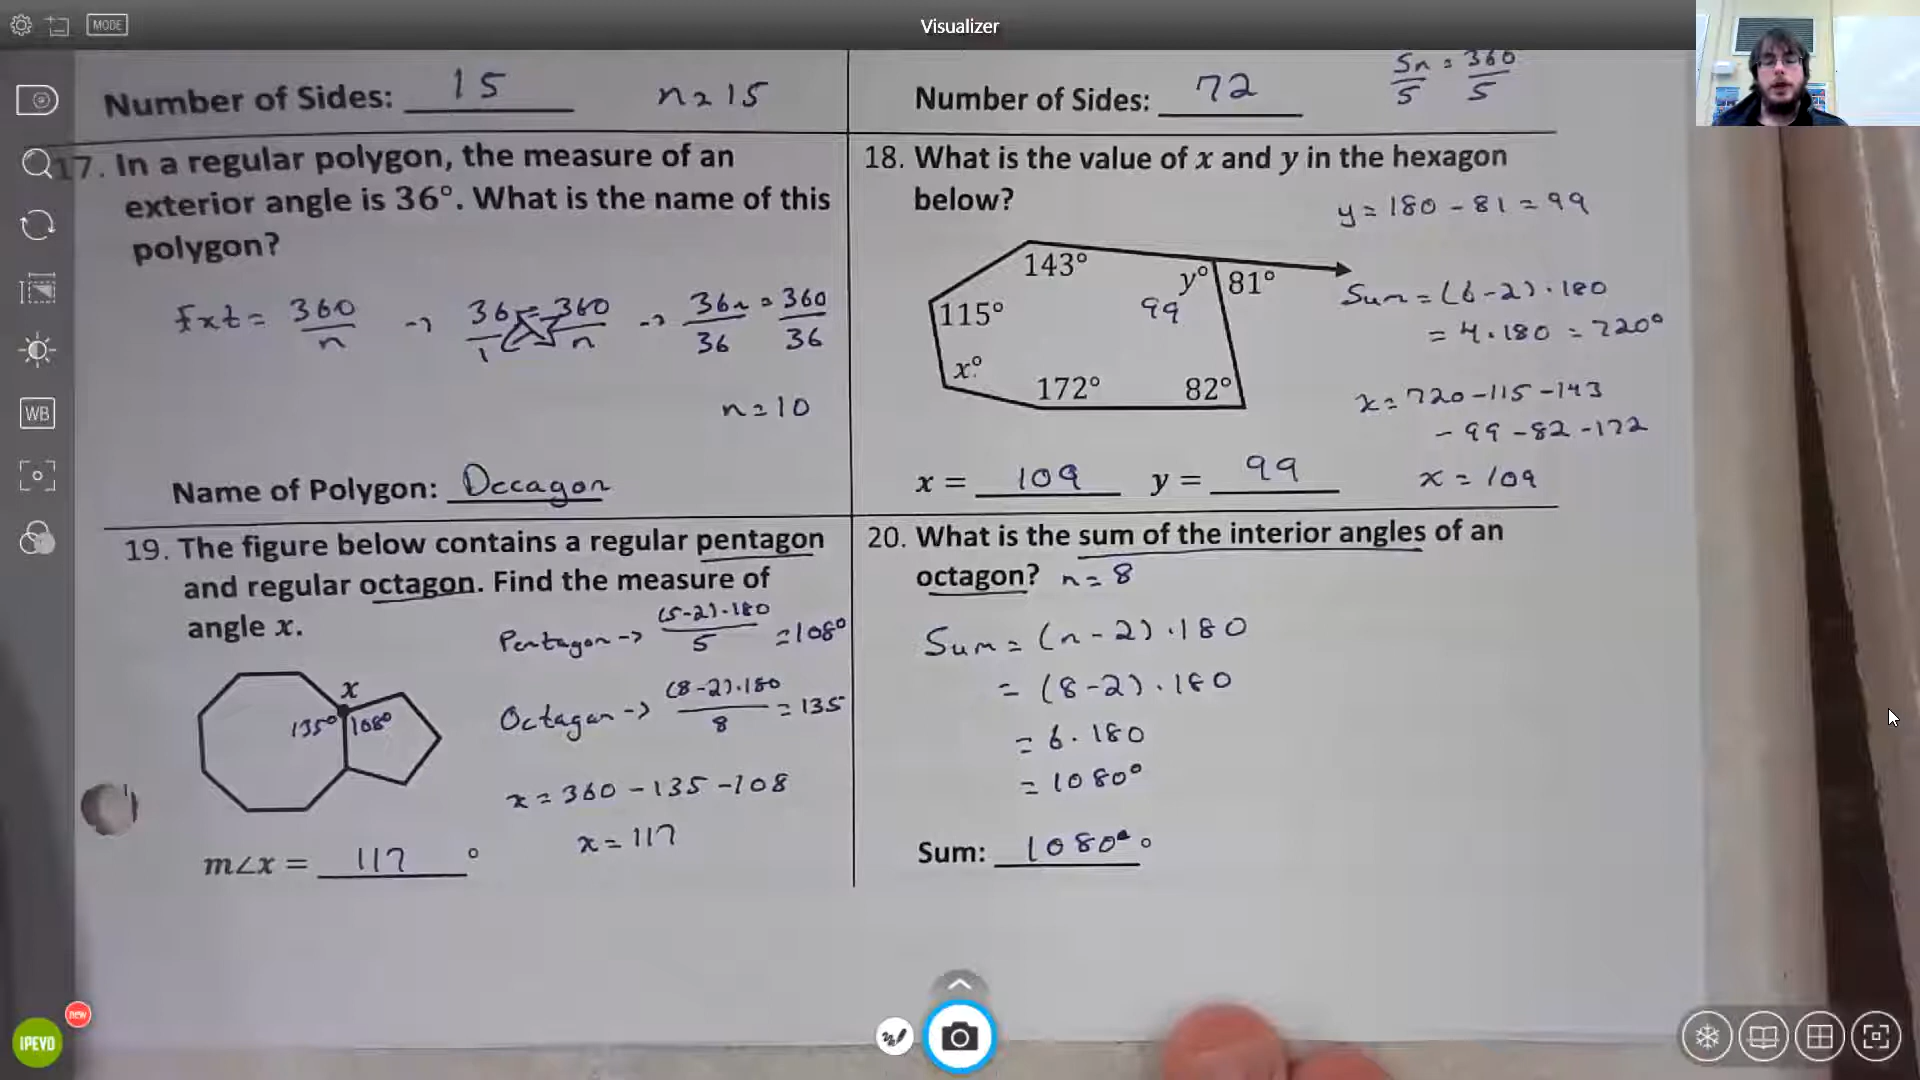 MODE
Visualizer
Number of Sides: 15 n=15
17. In a regular polygon, the measure of an
exterior angle is 36°. What is the name of this
polygon?
Ext = 360/n → 36/1 = 360/n → 36n/36 = 360/36
n=10
Name of Polygon: Decagon
Number of Sides: 72
5n/5 = 360/5
18. What is the value of x and y in the hexagon
below?
y = 180 - 81 = 99
143°
y°
81°
99
115°
x°
172°
82°
Sum = (6-2) · 180
= 4 · 180 = 720°
x = 720 - 115 - 143
- 99 - 82 - 172
x = 109
x = 109 y = 99
19. The figure below contains a regular pentagon
and regular octagon. Find the measure of
angle x.
Pentagon → (5-2)·180/5 = 108°
Octagon → (8-2)·180/8 = 135
x
135°
108°
x = 360 - 135 - 108
x = 117
m∠x = 117 °
20. What is the sum of the interior angles of an
octagon? n = 8
Sum = (n-2) · 180
= (8-2) · 180
= 6 · 180
= 1080°
Sum: 1080° °
WB
new
IPEVO